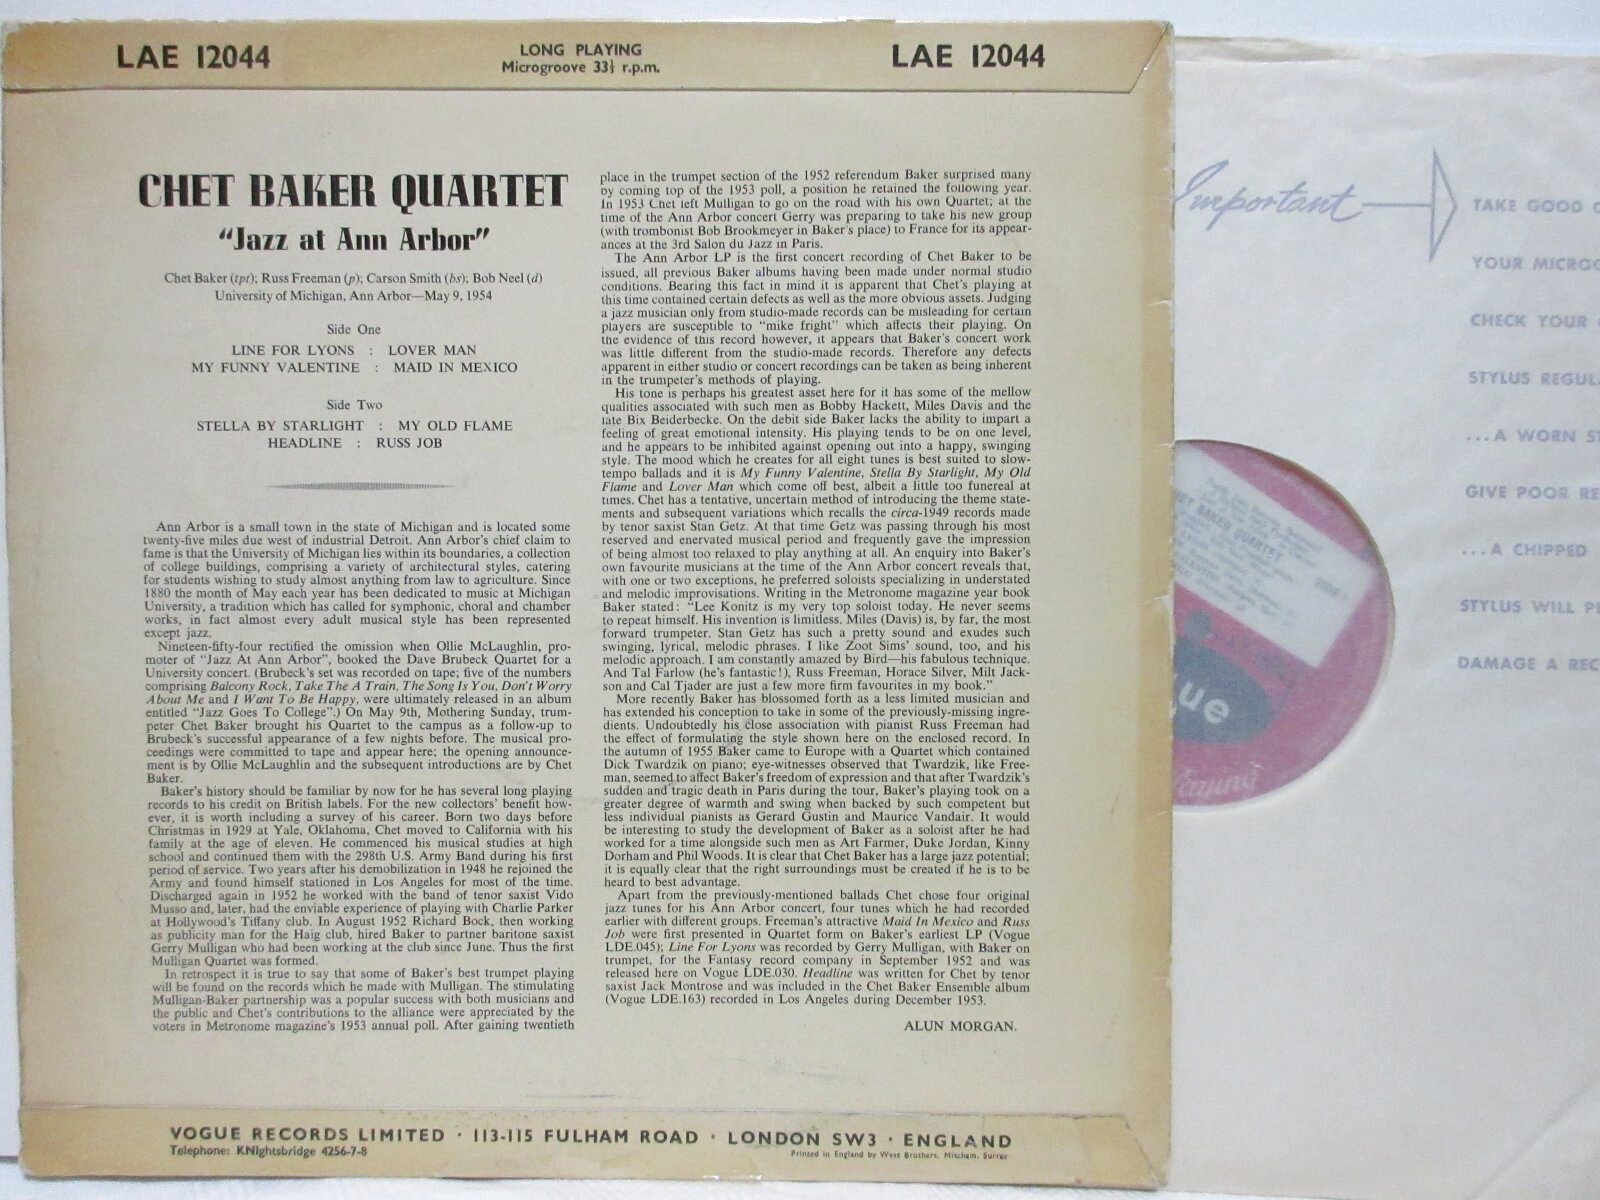 LAE 12044
LONG PLAYING
Microgroove 33⅓ r.p.m.
LAE 12044
CHET BAKER QUARTET
“Jazz at Ann Arbor”
Chet Baker (tpt); Russ Freeman (p); Carson Smith (bs); Bob Neel (d)
University of Michigan, Ann Arbor—May 9, 1954
Side One
LINE FOR LYONS : LOVER MAN
MY FUNNY VALENTINE : MAID IN MEXICO
Side Two
STELLA BY STARLIGHT : MY OLD FLAME
HEADLINE : RUSS JOB
Ann Arbor is a small town in the state of Michigan and is located some
twenty-five miles due west of industrial Detroit. Ann Arbor's chief claim to
fame is that the University of Michigan lies within its boundaries, a collection
of college buildings, comprising a variety of architectural styles, catering
for students wishing to study almost anything from law to agriculture. Since
1880 the month of May each year has been dedicated to music at Michigan
University, a tradition which has called for symphonic, choral and chamber
works, in fact almost every adult musical style has been represented
except jazz.
Nineteen-fifty-four rectified the omission when Ollie McLaughlin, pro-
moter of “Jazz At Ann Arbor”, booked the Dave Brubeck Quartet for a
University concert. (Brubeck's set was recorded on tape; five of the numbers
comprising Balcony Rock, Take The A Train, The Song Is You, Don't Worry
About Me and I Want To Be Happy, were ultimately released in an album
entitled “Jazz Goes To College”.) On May 9th, Mothering Sunday, trum-
peter Chet Baker brought his Quartet to the campus as a follow-up to
Brubeck's successful appearance of a few nights before. The musical pro-
ceedings were committed to tape and appear here; the opening announce-
ment is by Ollie McLaughlin and the subsequent introductions are by Chet
Baker.
Baker's history should be familiar by now for he has several long playing
records to his credit on British labels. For the new collectors' benefit how-
ever, it is worth including a survey of his career. Born two days before
Christmas in 1929 at Yale, Oklahoma, Chet moved to California with his
family at the age of eleven. He commenced his musical studies at high
school and continued them with the 298th U.S. Army Band during his first
period of service. Two years after his demobilization in 1948 he rejoined the
Army and found himself stationed in Los Angeles for most of the time.
Discharged again in 1952 he worked with the band of tenor saxist Vido
Musso and, later, had the enviable experience of playing with Charlie Parker
at Hollywood's Tiffany club. In August 1952 Richard Bock, then working
as publicity man for the Haig club, hired Baker to partner baritone saxist
Gerry Mulligan who had been working at the club since June. Thus the first
Mulligan Quartet was formed.
In retrospect it is true to say that some of Baker's best trumpet playing
will be found on the records which he made with Mulligan. The stimulating
Mulligan-Baker partnership was a popular success with both musicians and
the public and Chet's contributions to the alliance were appreciated by the
voters in Metronome magazine's 1953 annual poll. After gaining twentieth
place in the trumpet section of the 1952 referendum Baker surprised many
by coming top of the 1953 poll, a position he retained the following year.
In 1953 Chet left Mulligan to go on the road with his own Quartet; at the
time of the Ann Arbor concert Gerry was preparing to take his new group
(with trombonist Bob Brookmeyer in Baker's place) to France for its appear-
ances at the 3rd Salon du Jazz in Paris.
The Ann Arbor LP is the first concert recording of Chet Baker to be
issued, all previous Baker albums having been made under normal studio
conditions. Bearing this fact in mind it is apparent that Chet's playing at
this time contained certain defects as well as the more obvious assets. Judging
a jazz musician only from studio-made records can be misleading for certain
players are susceptible to “mike fright” which affects their playing. On
the evidence of this record however, it appears that Baker's concert work
was little different from the studio-made records. Therefore any defects
apparent in either studio or concert recordings can be taken as being inherent
in the trumpeter's methods of playing.
His tone is perhaps his greatest asset here for it has some of the mellow
qualities associated with such men as Bobby Hackett, Miles Davis and the
late Bix Beiderbecke. On the debit side Baker lacks the ability to impart a
feeling of great emotional intensity. His playing tends to be on one level,
and he appears to be inhibited against opening out into a happy, swinging
style. The mood which he creates for all eight tunes is best suited to slow-
tempo ballads and it is My Funny Valentine, Stella By Starlight, My Old
Flame and Lover Man which come off best, albeit a little too funereal at
times. Chet has a tentative, uncertain method of introducing the theme state-
ments and subsequent variations which recalls the circa-1949 records made
by tenor saxist Stan Getz. At that time Getz was passing through his most
reserved and enervated musical period and frequently gave the impression
of being almost too relaxed to play anything at all. An enquiry into Baker's
own favourite musicians at the time of the Ann Arbor concert reveals that,
with one or two exceptions, he preferred soloists specializing in understated
and melodic improvisations. Writing in the Metronome magazine year book
Baker stated: “Lee Konitz is my very top soloist today. He never seems
to repeat himself. His invention is limitless. Miles (Davis) is, by far, the most
forward trumpeter. Stan Getz has such a pretty sound and exudes such
swinging, lyrical, melodic phrases. I like Zoot Sims' sound, too, and his
melodic approach. I am constantly amazed by Bird—his fabulous technique.
And Tal Farlow (he's fantastic!), Russ Freeman, Horace Silver, Milt Jack-
son and Cal Tjader are just a few more firm favourites in my book.”
More recently Baker has blossomed forth as a less limited musician and
has extended his conception to take in some of the previously-missing ingre-
dients. Undoubtedly his close association with pianist Russ Freeman had
the effect of formulating the style shown here on the enclosed record. In
the autumn of 1955 Baker came to Europe with a Quartet which contained
Dick Twardzik on piano; eye-witnesses observed that Twardzik, like Free-
man, seemed to affect Baker's freedom of expression and that after Twardzik's
sudden and tragic death in Paris during the tour, Baker's playing took on a
greater degree of warmth and swing when backed by such competent but
less individual pianists as Gerard Gustin and Maurice Vandair. It would
be interesting to study the development of Baker as a soloist after he had
worked for a time alongside such men as Art Farmer, Duke Jordan, Kinny
Dorham and Phil Woods. It is clear that Chet Baker has a large jazz potential;
it is equally clear that the right surroundings must be created if he is to be
heard to best advantage.
Apart from the previously-mentioned ballads Chet chose four original
jazz tunes for his Ann Arbor concert, four tunes which he had recorded
earlier with different groups. Freeman's attractive Maid In Mexico and Russ
Job were first presented in Quartet form on Baker's earliest LP (Vogue
LDE.045); Line For Lyons was recorded by Gerry Mulligan, with Baker on
trumpet, for the Fantasy record company in September 1952 and was
released here on Vogue LDE.030. Headline was written for Chet by tenor
saxist Jack Montrose and was included in the Chet Baker Ensemble album
(Vogue LDE.163) recorded in Los Angeles during December 1953.
ALUN MORGAN.
VOGUE RECORDS LIMITED · 113-115 FULHAM ROAD · LONDON SW3 · ENGLAND
Telephone: KNIghtsbridge 4256-7-8
Printed in England by West Brothers, Mitcham, Surrey
Important
TAKE GOOD
YOUR MICROG
CHECK YOUR
STYLUS REGUL
...A WORN ST
GIVE POOR RE
...A CHIPPED
STYLUS WILL
DAMAGE A REC
CHET BAKER QUARTET
SIDE 1
gue